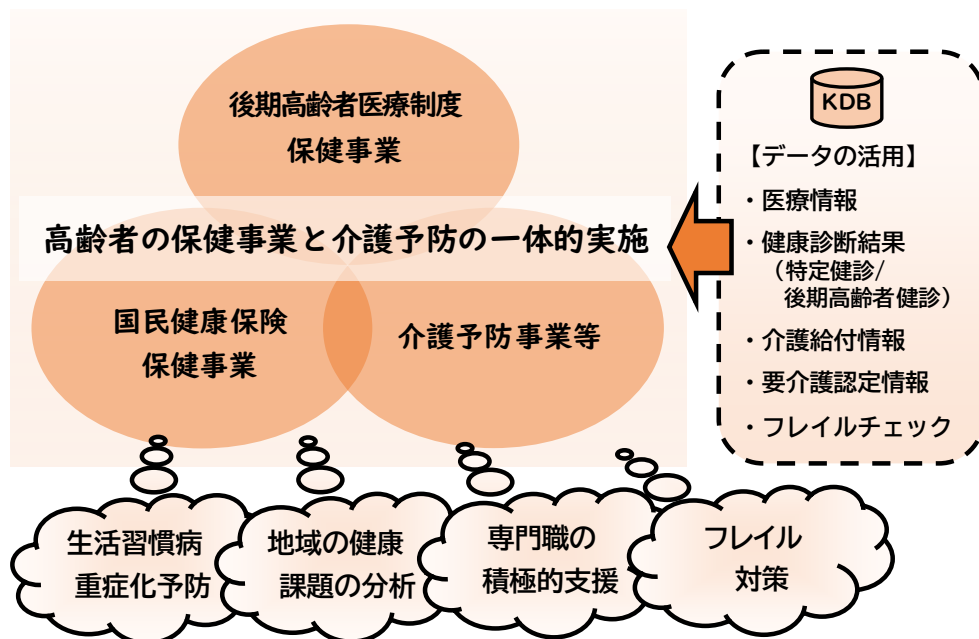 後期高齢者医療制度
保健事業
高齢者の保健事業と介護予防の一体的実施
国民健康保険
保健事業
介護予防事業等
KDB
【データの活用】
・医療情報
・健康診断結果
（特定健診/
後期高齢者健診）
・介護給付情報
・要介護認定情報
・フレイルチェック
生活習慣病
重症化予防
地域の健康
課題の分析
専門職の
積極的支援
フレイル
対策